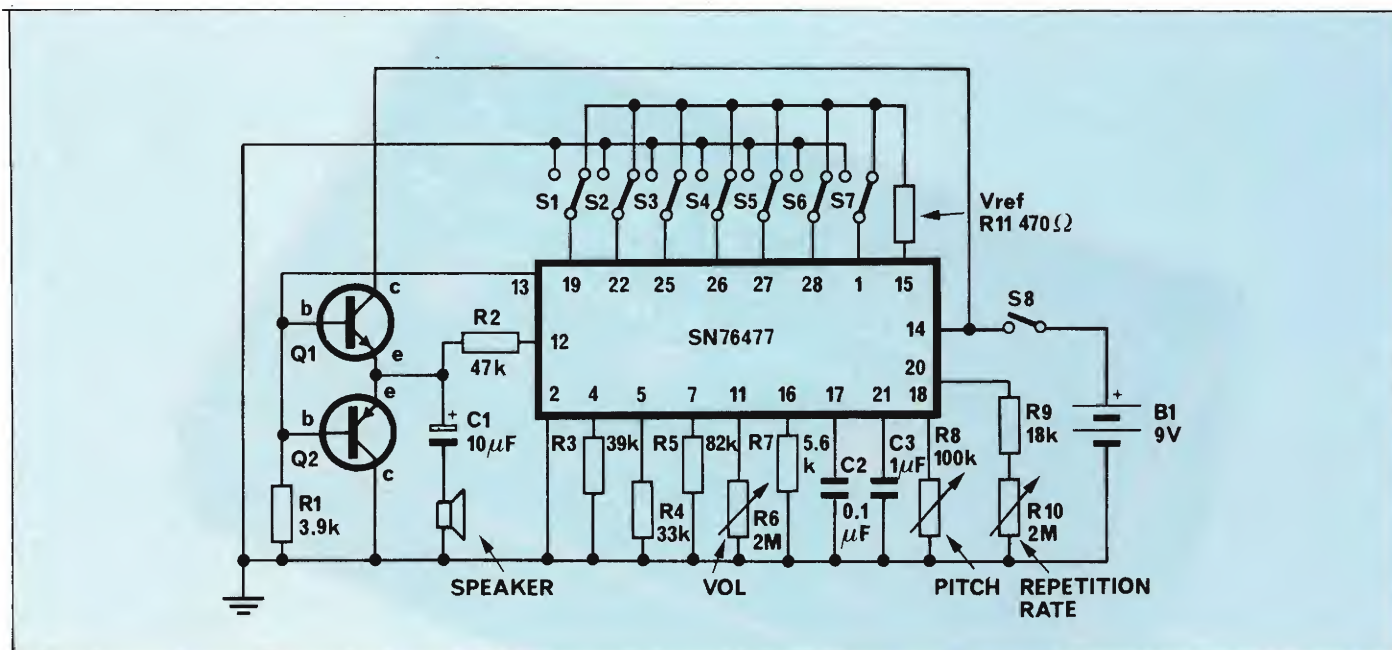 S1 S2 S3 S4 S5 S6 S7
Vref
R11 470Ω
13 19 22 25 26 27 28 1 15
c
b
Q1
e
R2
47k
12
SN76477
14
S8
20
e
b
Q2
c
C1
+
10μF
2 4 5 7 11 16 17 21 18
R1
3.9k
R3 39k
R4
33k
R5 82k
R6
2M
R7 5.6
k
C2
0.1
μF
C3
1μF
R8
100k
R9
18k
R10
2M
+
B1
9V
SPEAKER
VOL
PITCH
REPETITION
RATE